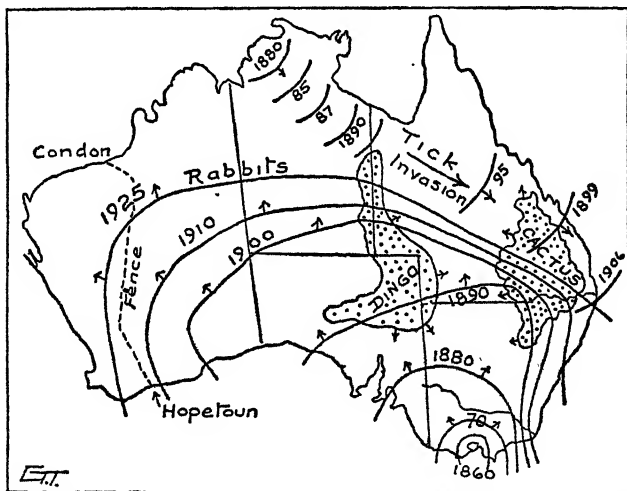 1880
85
87
1890
Tick
Invasion
95
1899
Condon
Rabbits
1925
1910
1900
Fence
CACTUS
1906
DINGO
1890
1880
Hopetoun
70
1860
G.T.